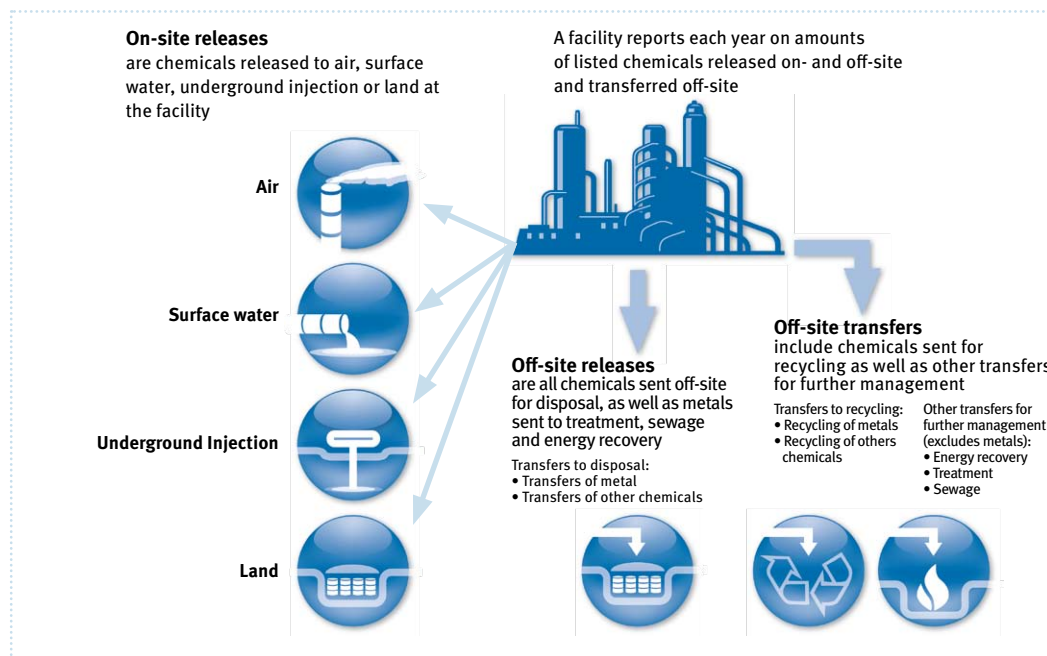 On-site releases
are chemicals released to air, surface
water, underground injection or land at
the facility
A facility reports each year on amounts
of listed chemicals released on- and off-site
and transferred off-site
Air
Surface water
Underground Injection
Land
Off-site releases
are all chemicals sent off-site
for disposal, as well as metals
sent to treatment, sewage
and energy recovery
Transfers to disposal:
• Transfers of metal
• Transfers of other chemicals
Off-site transfers
include chemicals sent for
recycling as well as other transfers
for further management
Transfers to recycling:
• Recycling of metals
• Recycling of others
chemicals
Other transfers for
further management
(excludes metals):
• Energy recovery
• Treatment
• Sewage